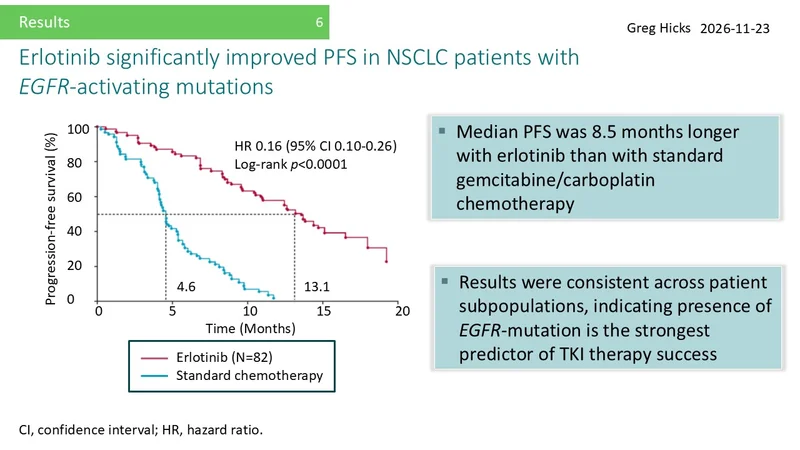 Results 6
Greg Hicks 2026-11-23
Erlotinib significantly improved PFS in NSCLC patients with
EGFR-activating mutations
Progression-free survival (%)
100
80
60
40
20
0
HR 0.16 (95% CI 0.10-0.26)
Log-rank p<0.0001
4.6 13.1
0 5 10 15 20
Time (Months)
Erlotinib (N=82)
Standard chemotherapy
▪ Median PFS was 8.5 months longer
with erlotinib than with standard
gemcitabine/carboplatin
chemotherapy
▪ Results were consistent across patient
subpopulations, indicating presence of
EGFR-mutation is the strongest
predictor of TKI therapy success
CI, confidence interval; HR, hazard ratio.